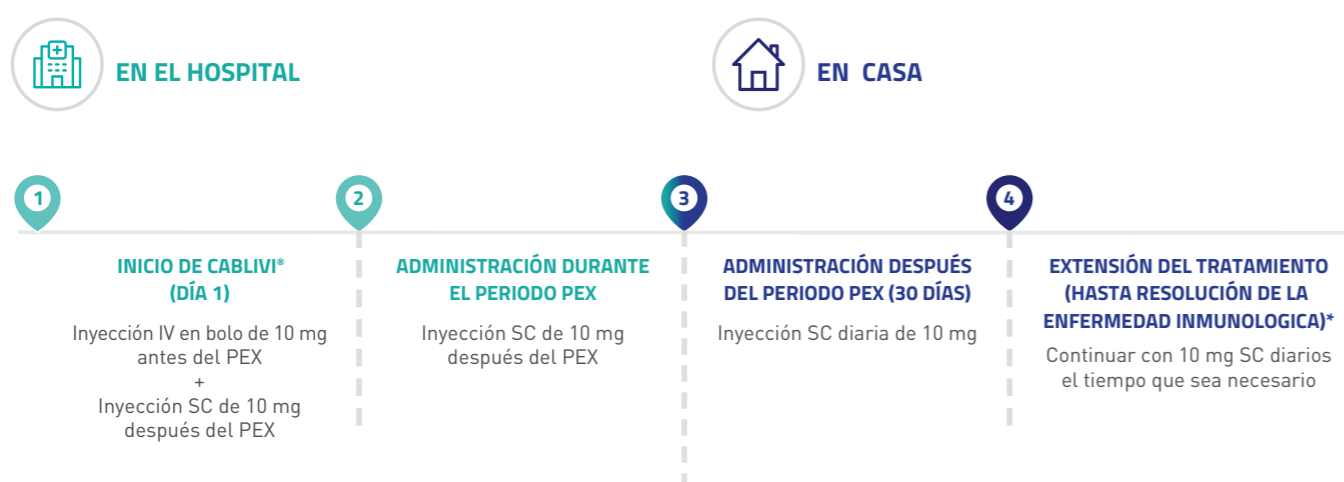 EN EL HOSPITAL
EN CASA
1
2
3
4
INICIO DE CABLIVI®
(DÍA 1)
Inyección IV en bolo de 10 mg
antes del PEX
+
Inyección SC de 10 mg
después del PEX
ADMINISTRACIÓN DURANTE
EL PERIODO PEX
Inyección SC de 10 mg
después del PEX
ADMINISTRACIÓN DESPUÉS
DEL PERIODO PEX (30 DÍAS)
Inyección SC diaria de 10 mg
EXTENSIÓN DEL TRATAMIENTO
(HASTA RESOLUCIÓN DE LA
ENFERMEDAD INMUNOLOGICA)*
Continuar con 10 mg SC diarios
el tiempo que sea necesario